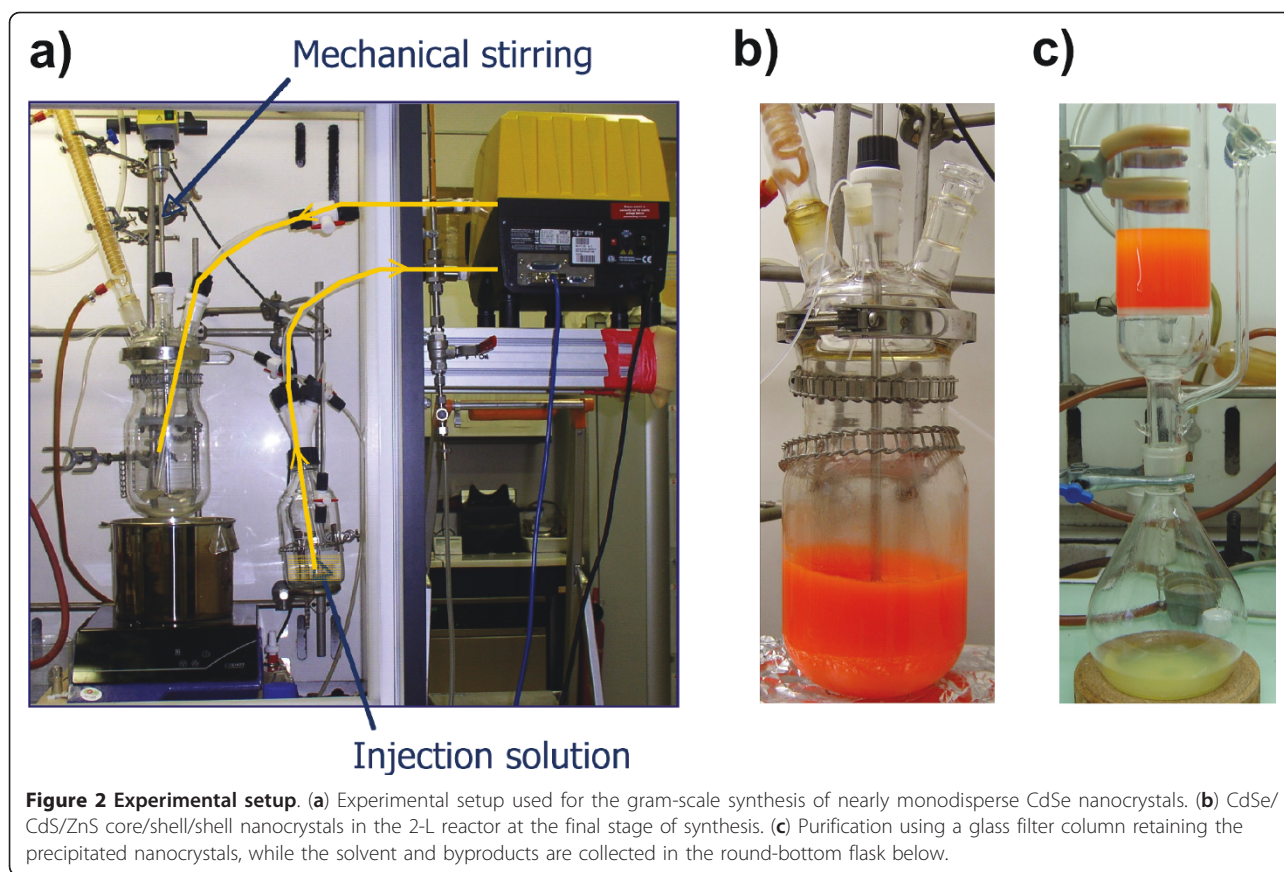 a)
Mechanical stirring
b)
c)
CE
Injection solution
Figure 2 Experimental setup. (a) Experimental setup used for the gram-scale synthesis of nearly monodisperse CdSe nanocrystals. (b) CdSe/
CdS/ZnS core/shell/shell nanocrystals in the 2-L reactor at the final stage of synthesis. (c) Purification using a glass filter column retaining the
precipitated nanocrystals, while the solvent and byproducts are collected in the round-bottom flask below.